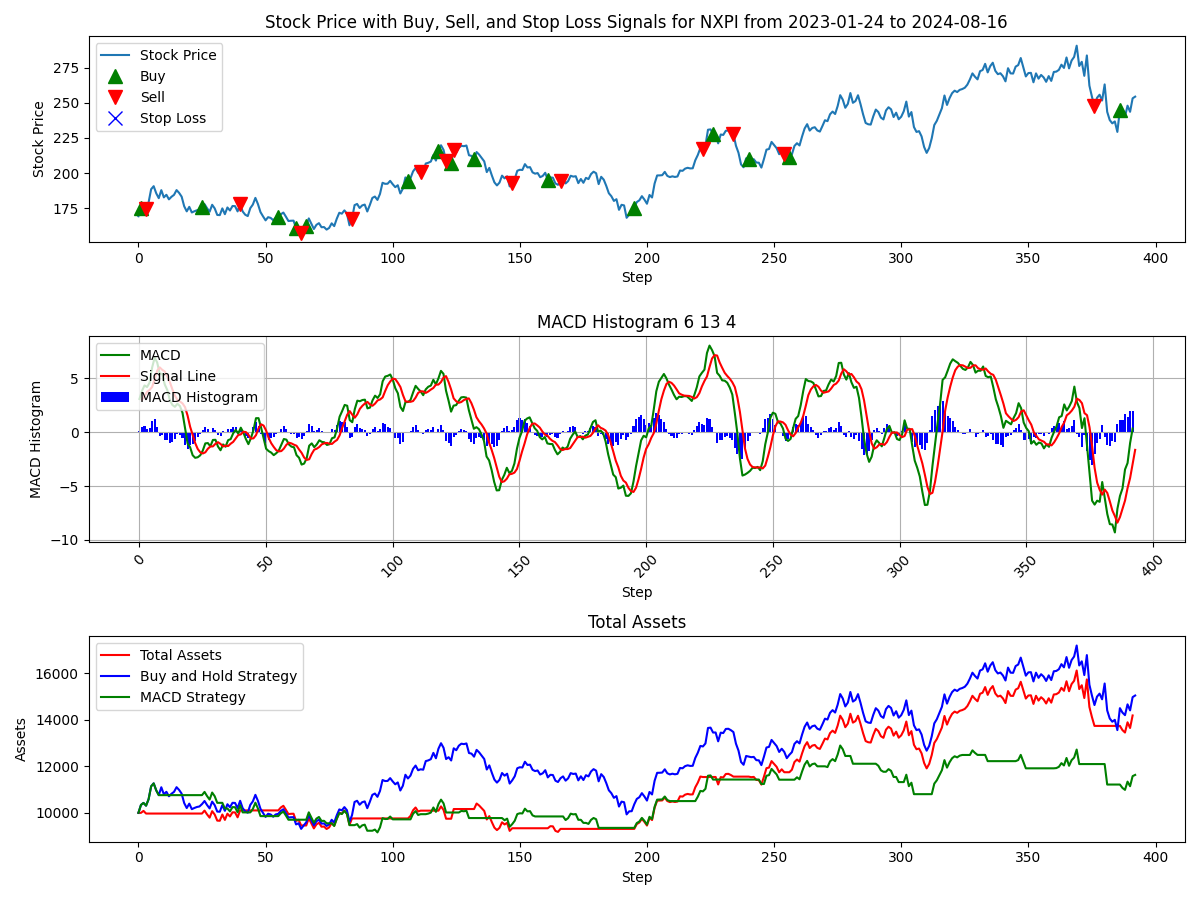 Stock Price with Buy, Sell, and Stop Loss Signals for NXPI from 2023-01-24 to 2024-08-16
Stock Price
Buy
Sell
Stop Loss
Stock Price
275
250
225
200
175
0 50 100 150 200 250 300 350 400
Step
MACD Histogram 6 13 4
MACD
Signal Line
MACD Histogram
MACD Histogram
5
0
−5
−10
0 50 100 150 200 250 300 350 400
Step
Total Assets
Total Assets
Buy and Hold Strategy
MACD Strategy
Assets
16000
14000
12000
10000
0 50 100 150 200 250 300 350 400
Step